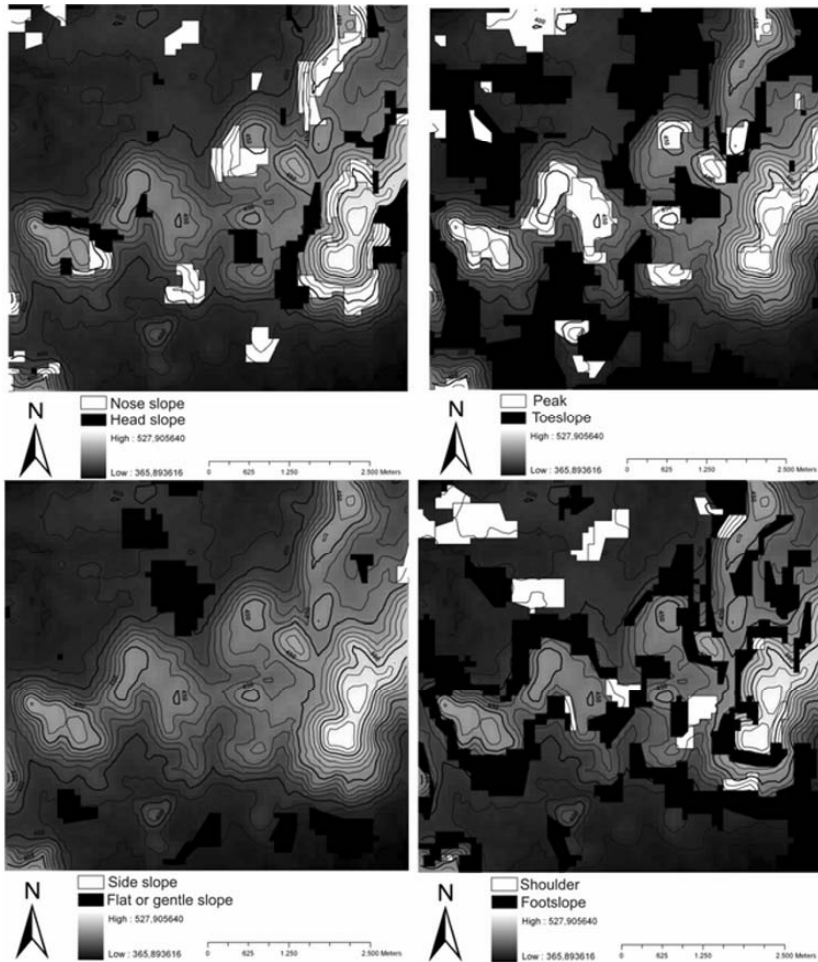 N
Nose slope
Head slope
High : 527,905640
Low : 365,893616
0 625 1.250 2.500 Meters
N
Peak
Toeslope
High : 527,905640
Low : 365,893616
0 625 1.250 2.500 Meters
N
Side slope
Flat or gentle slope
High : 527,905640
Low : 365,893616
0 625 1.250 2.500 Meters
N
Shoulder
Footslope
High : 527,905640
Low : 365,893616
0 625 1.250 2.500 Meters